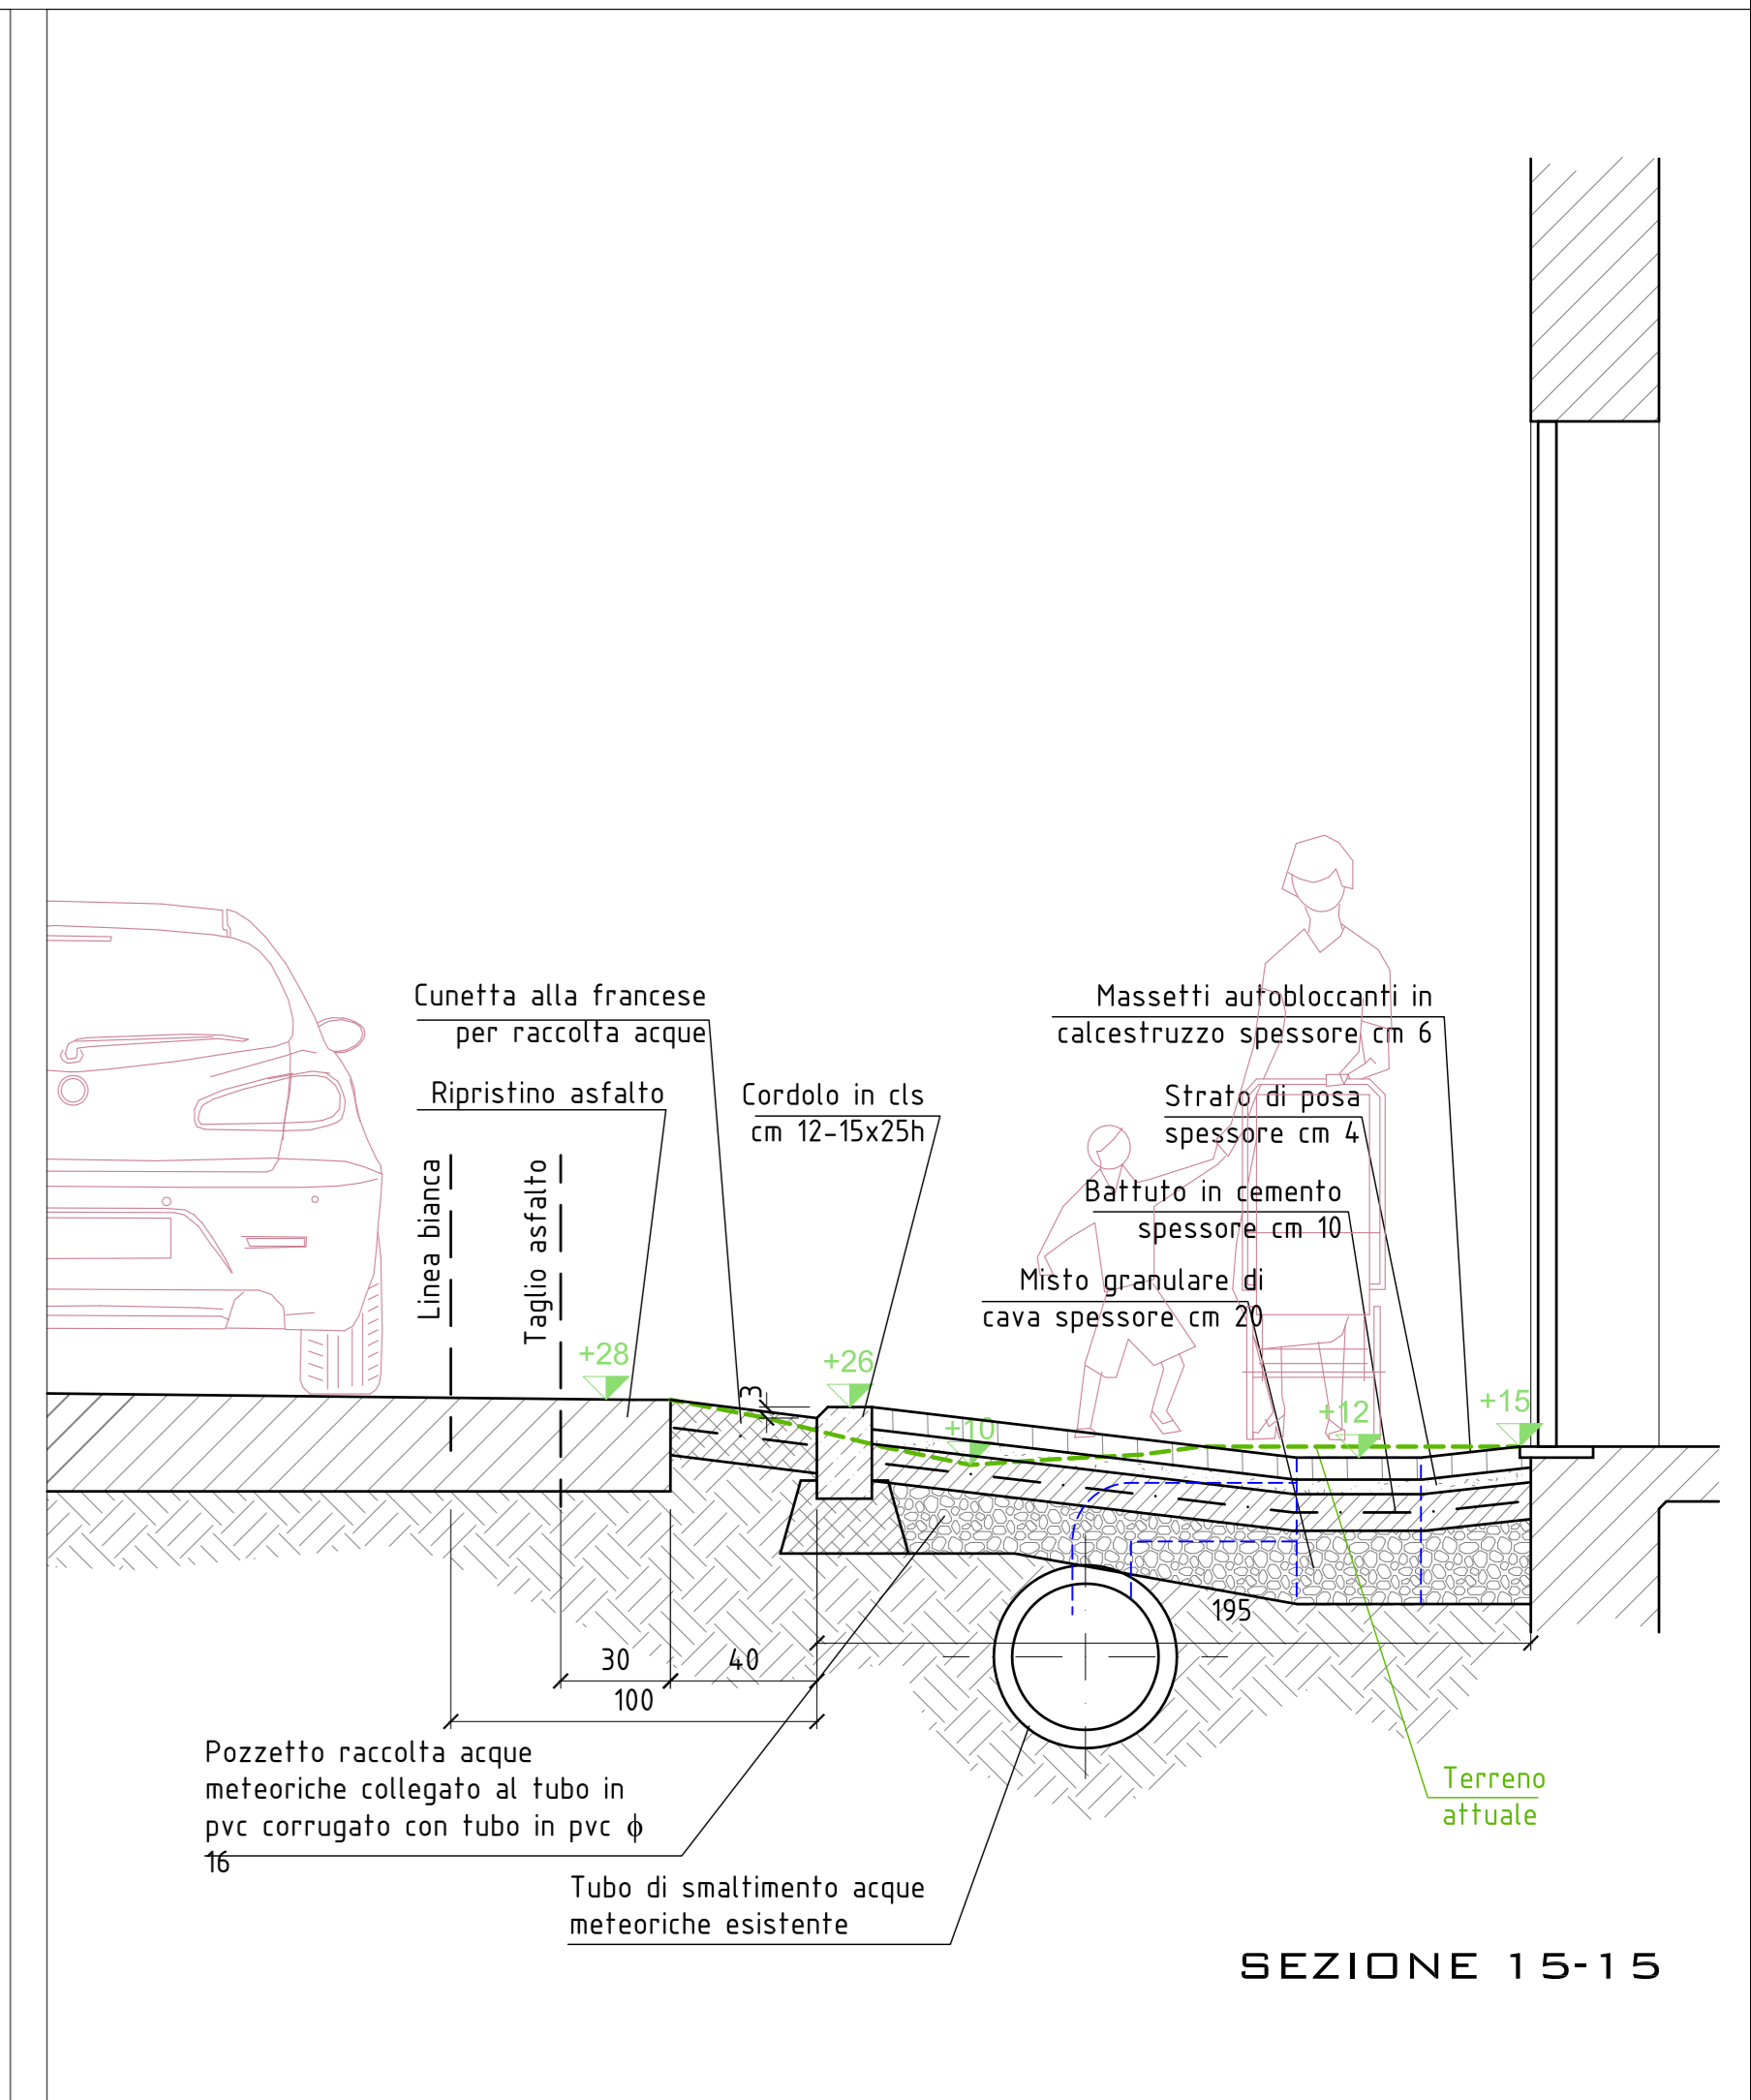 Cunetta alla francese
per raccolta acque
Massetti autobloccanti in
calcestruzzo spessore cm 6
Ripristino asfalto
Cordolo in cls
cm 12-15x25h
Strato di posa
spessore cm 4
Linea bianca
Taglio asfalto
Battuto in cemento
spessore cm 10
Misto granulare di
cava spessore cm 20
+28
+26
3
+10
+12
+15
195
30
40
100
Pozzetto raccolta acque
meteoriche collegato al tubo in
pvc corrugato con tubo in pvc ϕ
16
Terreno
attuale
Tubo di smaltimento acque
meteoriche esistente
SEZIONE 15-15